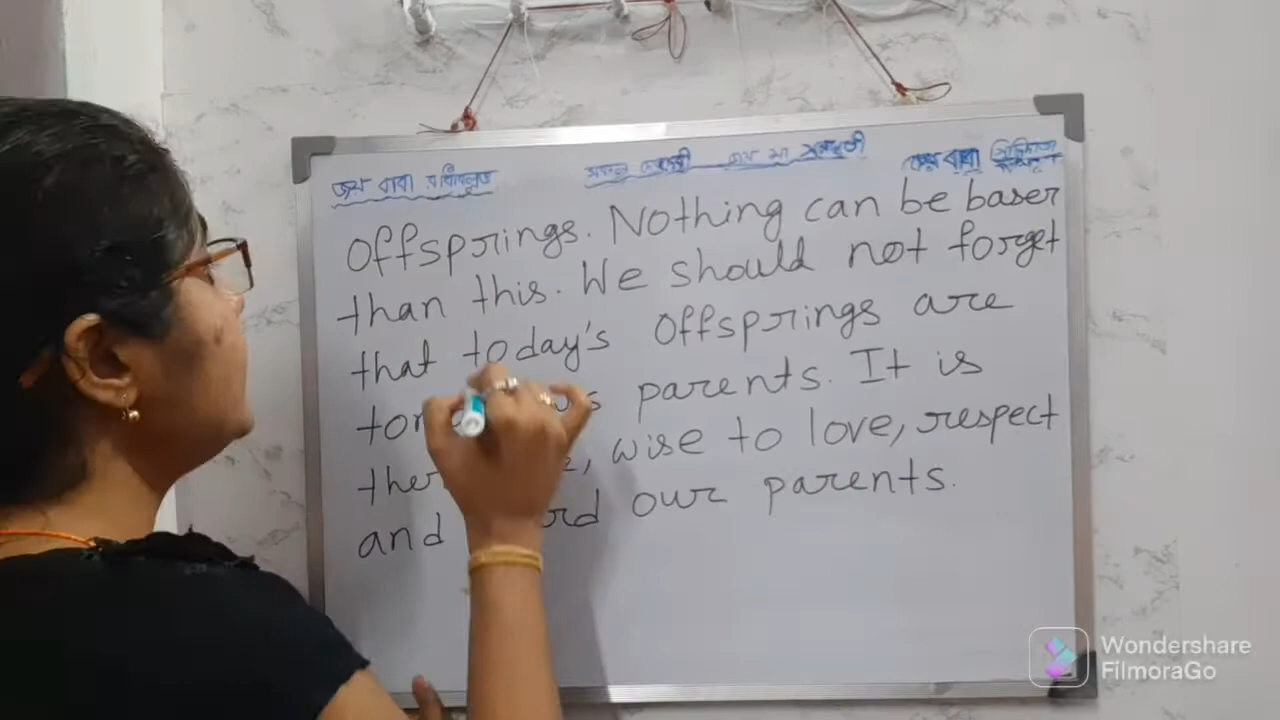 জয় বাবা
offsprings. Nothing can be baser
than this. We should not forget
that today's offsprings are
parents. It is
wise to love, respect
and our parents.
Wondershare
FilmoraGo